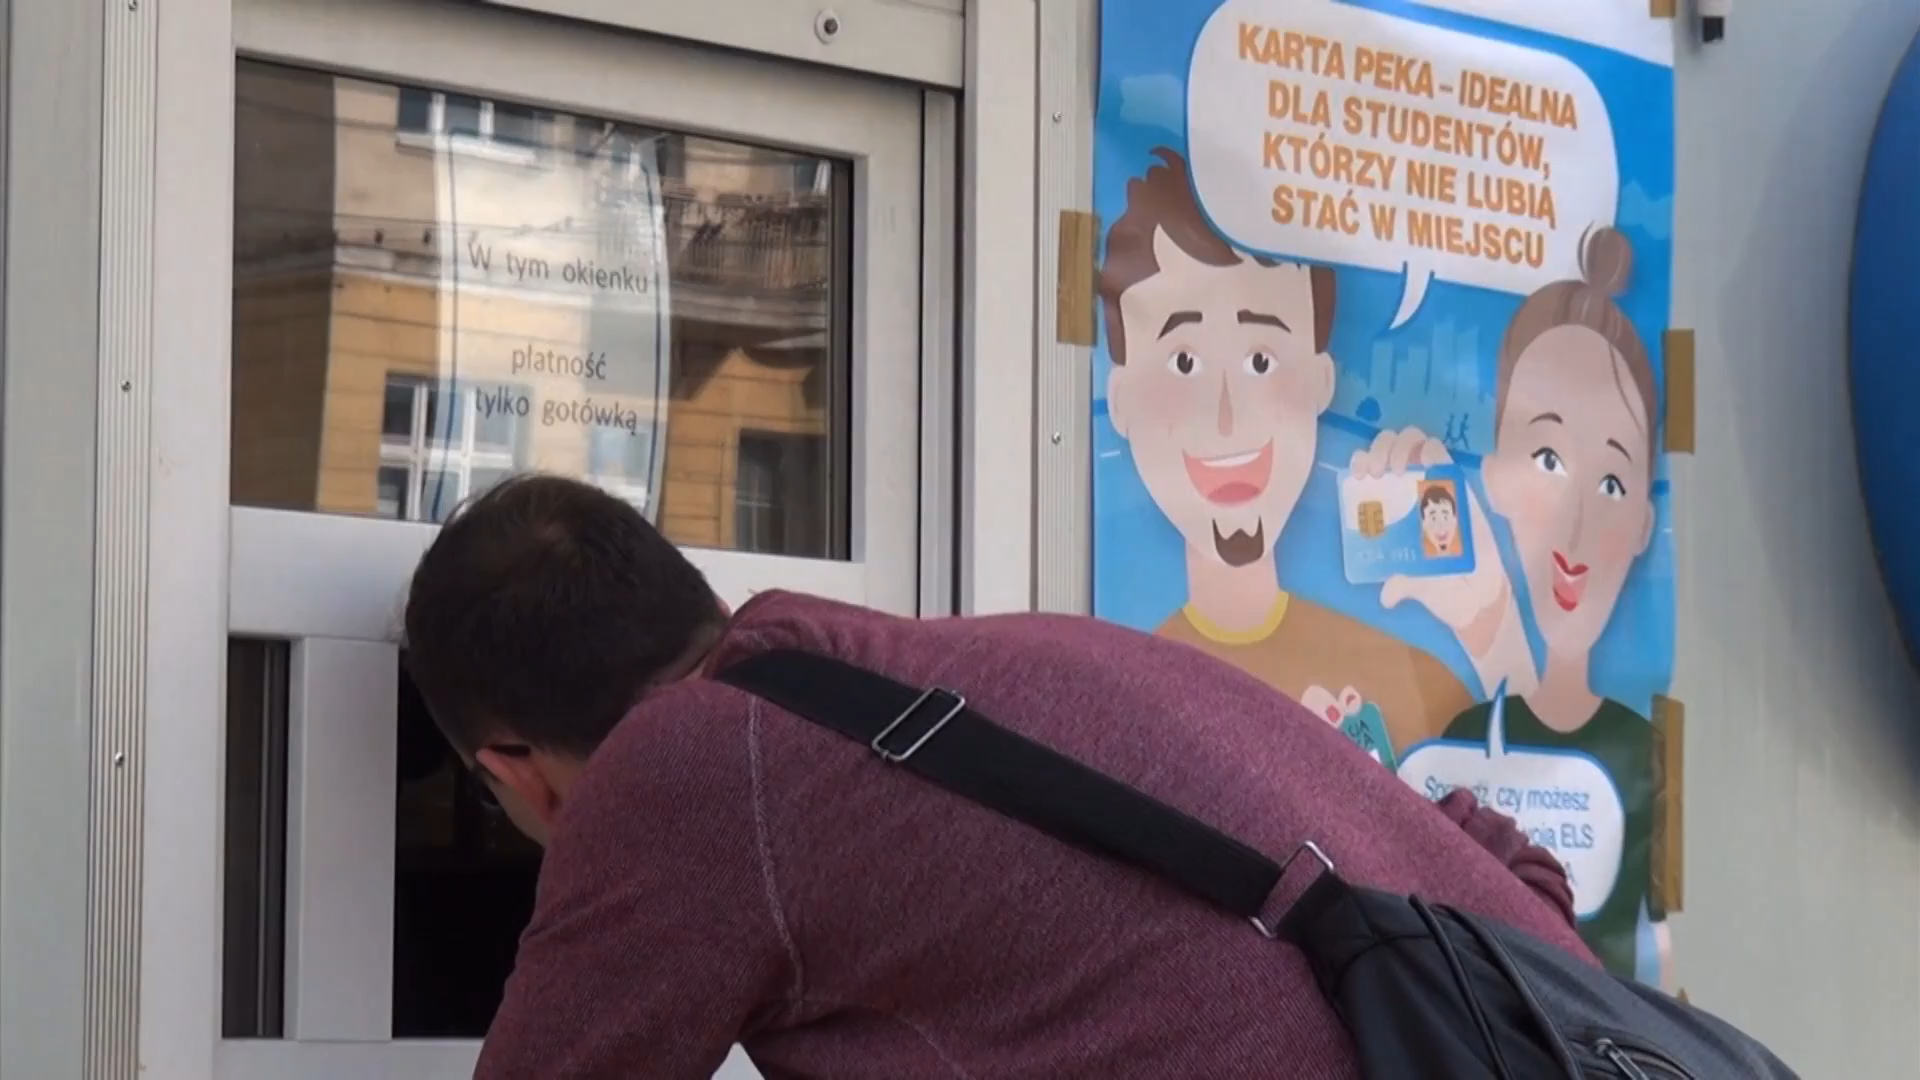 W tym okienku
płatność
tylko gotówką
KARTA PEKA – IDEALNA
DLA STUDENTÓW,
KTÓRZY NIE LUBIĄ
STAĆ W MIEJSCU
czy możesz
ELS